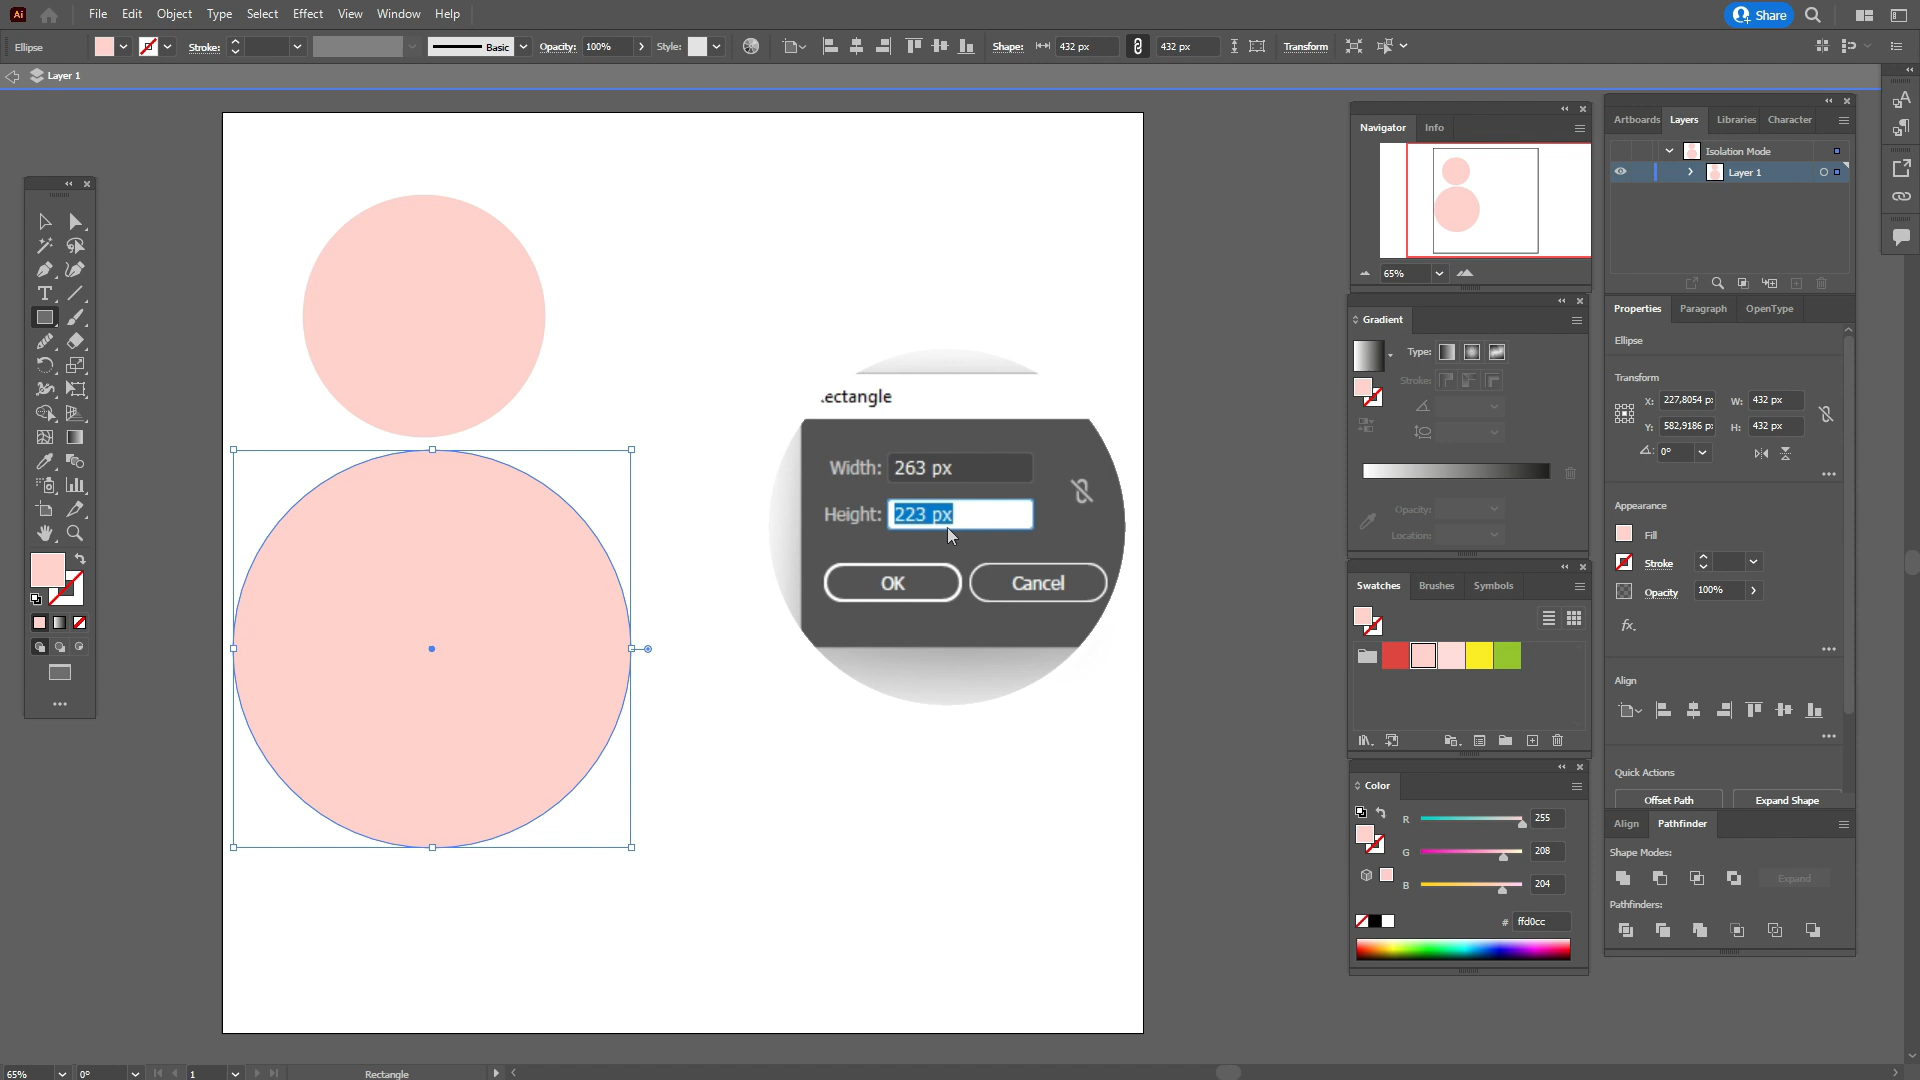 Ai File Edit Object Type Select Effect View Window Help Share
Ellipse Stroke: Basic Opacity: 100% Style: Shape: 432 px 432 px Transform
Layer 1
Navigator Info
65%
Gradient
Type:
Stroke:
Opacity:
Location:
Swatches Brushes Symbols
Color
R 255
G 208
B 204
# ffd0cc
Artboards Layers Libraries Character
Isolation Mode
Layer 1
Properties Paragraph OpenType
Ellipse
Transform
X: 227,8054 px W: 432 px
Y: 582,9186 px H: 432 px
0°
Appearance
Fill
Stroke
Opacity 100%
fx.
Align
Quick Actions
Offset Path Expand Shape
Align Pathfinder
Shape Modes:
Expand
Pathfinders:
ectangle
Width: 263 px
Height: 223 px
OK Cancel
65% 0° 1 Rectangle